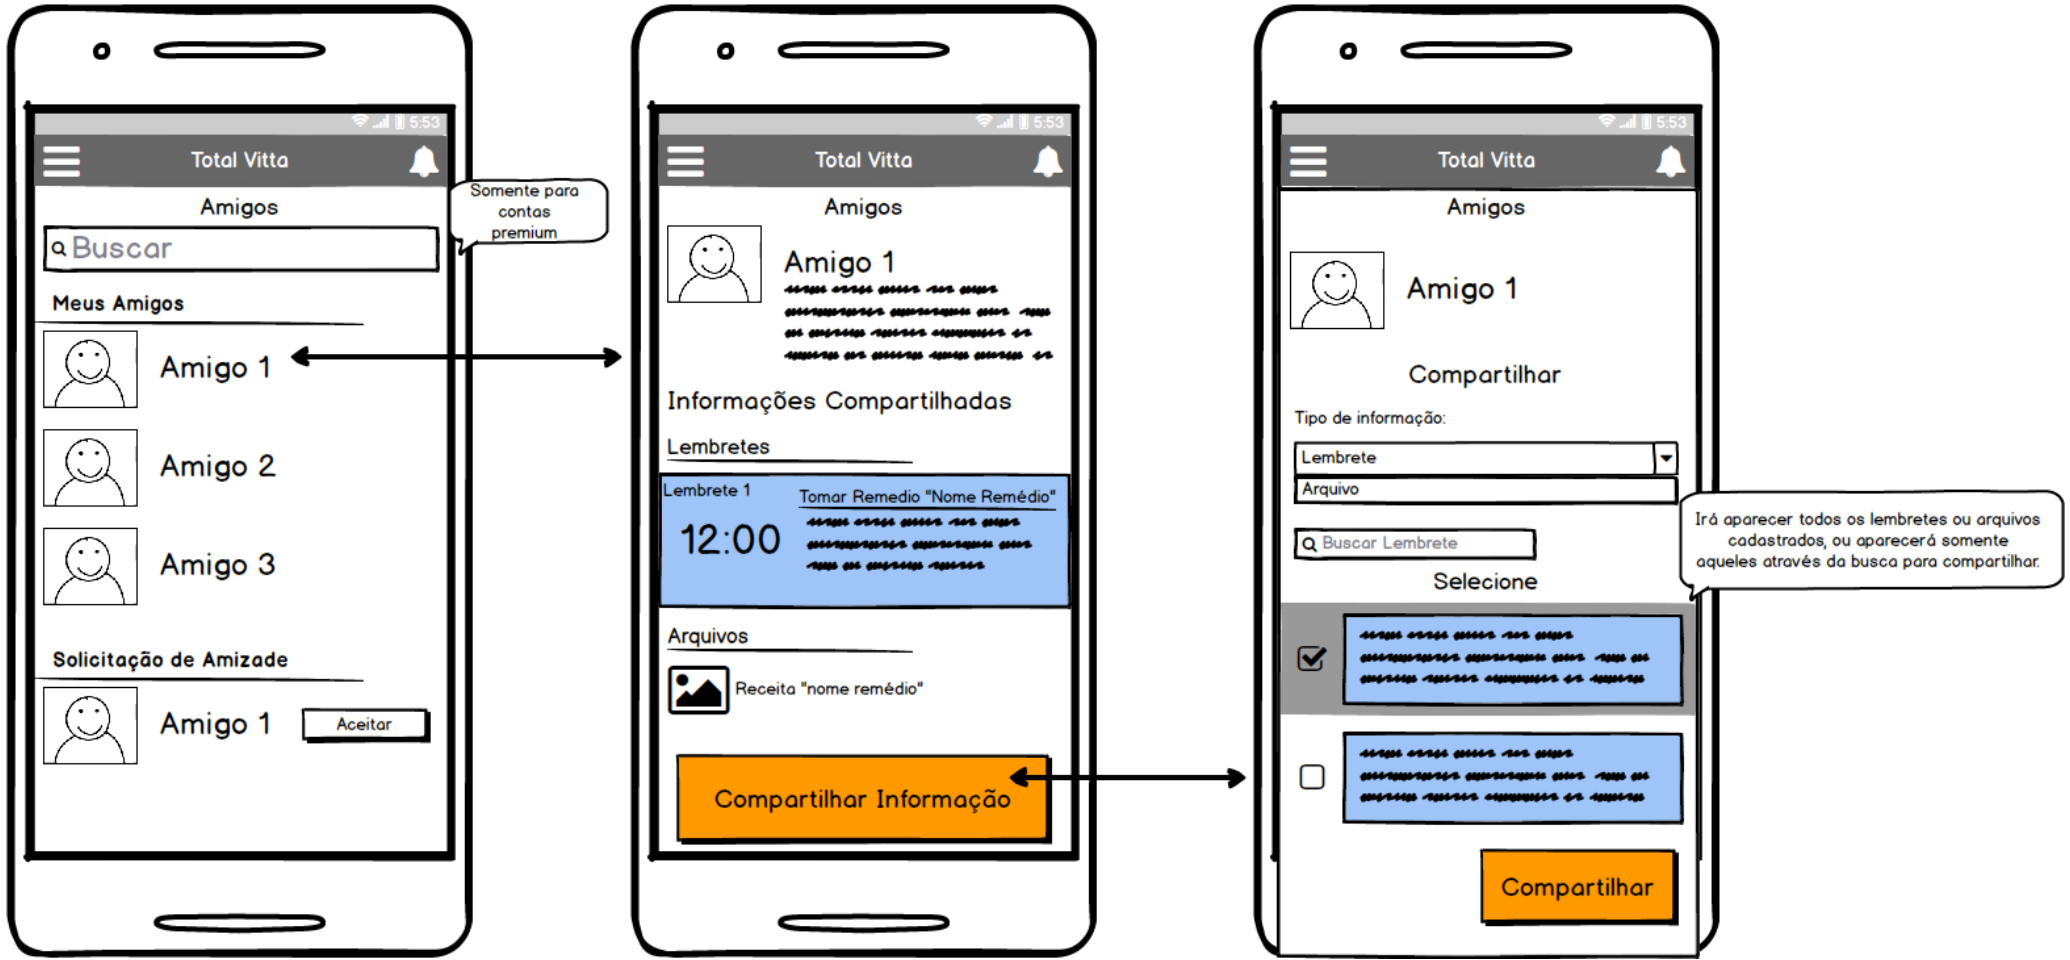 5:53
Total Vitta
Somente para
contas
premium
Amigos
Buscar
Meus Amigos
Amigo 1
Amigo 2
Amigo 3
Solicitação de Amizade
Amigo 1
Aceitar
5:53
Total Vitta
Amigos
Amigo 1
Informações Compartilhadas
Lembretes
Lembrete 1
Tomar Remedio "Nome Remédio"
12:00
Arquivos
Receita "nome remédio"
Compartilhar Informação
5:53
Total Vitta
Amigos
Amigo 1
Compartilhar
Tipo de informação:
Lembrete
Arquivo
Irá aparecer todos os lembretes ou arquivos
cadastrados, ou aparecerá somente
aqueles através da busca para compartilhar.
Buscar Lembrete
Selecione
Compartilhar